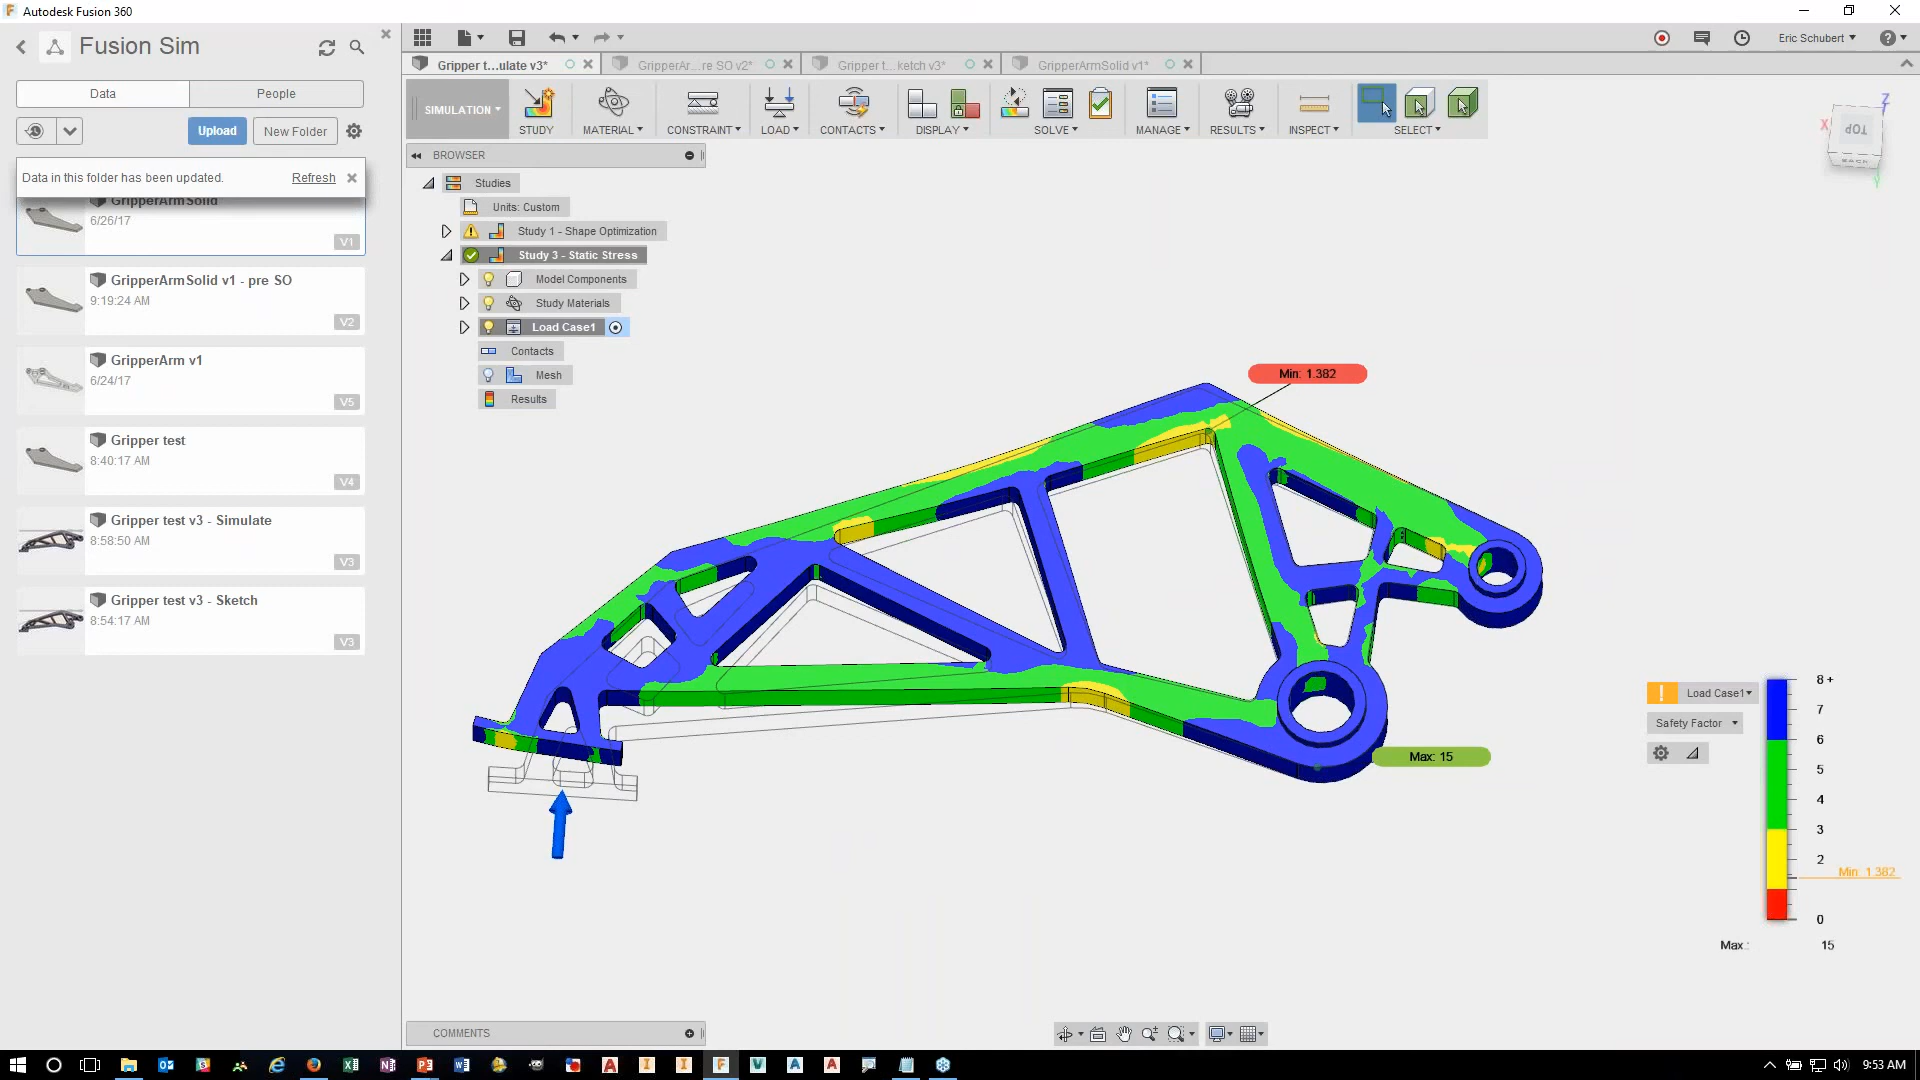 Autodesk Fusion 360
Fusion Sim
Data People
Upload New Folder
Data in this folder has been updated. Refresh
GripperArmSolid
6/26/17
V1
GripperArmSolid v1 - pre SO
9:19:24 AM
V2
GripperArm v1
6/24/17
V5
Gripper test
8:40:17 AM
V4
Gripper test v3 - Simulate
8:58:50 AM
V3
Gripper test v3 - Sketch
8:54:17 AM
V3
Eric Schubert
Gripper t...ulate v3* GripperAr...re SO v2* Gripper t...ketch v3* GripperArmSolid v1*
SIMULATION STUDY MATERIAL CONSTRAINT LOAD CONTACTS DISPLAY SOLVE MANAGE RESULTS INSPECT SELECT
BROWSER
Studies
Units: Custom
Study 1 - Shape Optimization
Study 3 - Static Stress
Model Components
Study Materials
Load Case1
Contacts
Mesh
Results
TOP
BACK
X
Y
Z
Min: 1.382
Max: 15
Load Case1
Safety Factor
8 +
7
6
5
4
3
2
Min: 1.382
0
Max : 15
COMMENTS
9:53 AM